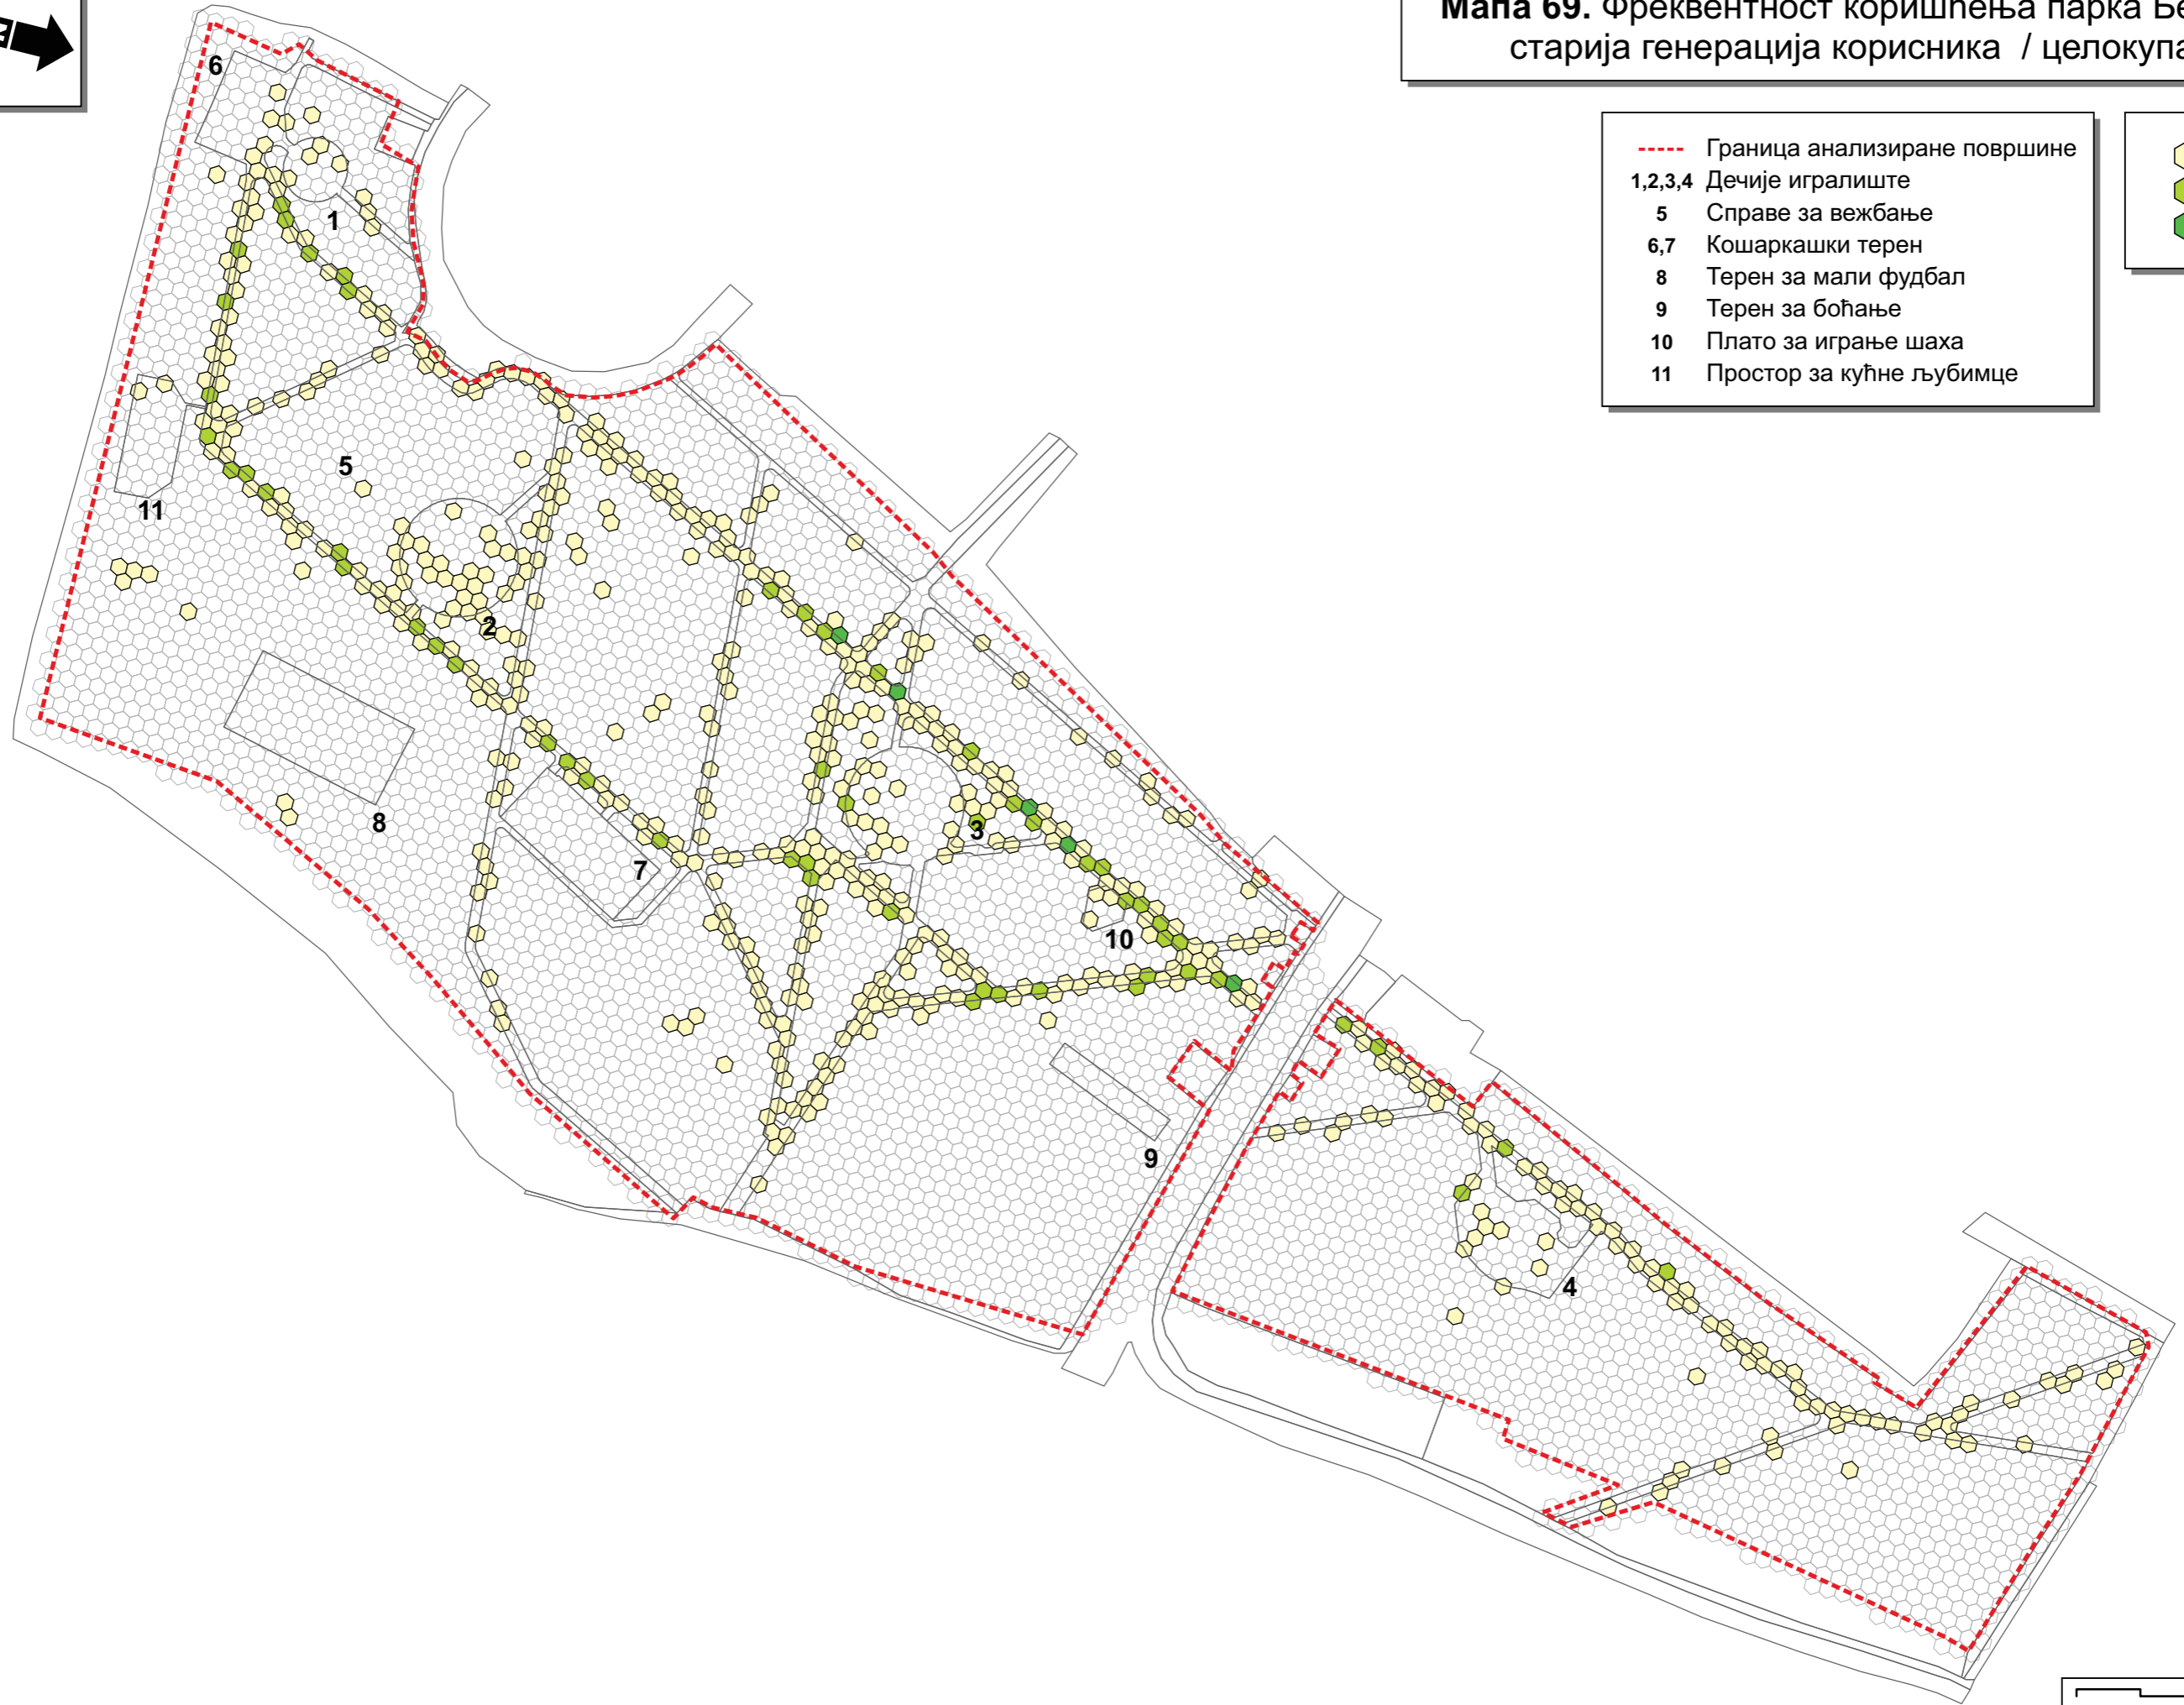 Мапа 69. Фреквентност коришћења парка
старија генерација корисника /
Граница анализиране површине
1,2,3,4 Дечије игралиште
5 Справе за вежбање
6,7 Кошаркашки терен
8 Терен за мали фудбал
9 Терен за боћање
10 Плато за играње шаха
11 Простор за кућне љубимце
6
1
5
11
2
8
7
3
10
9
4